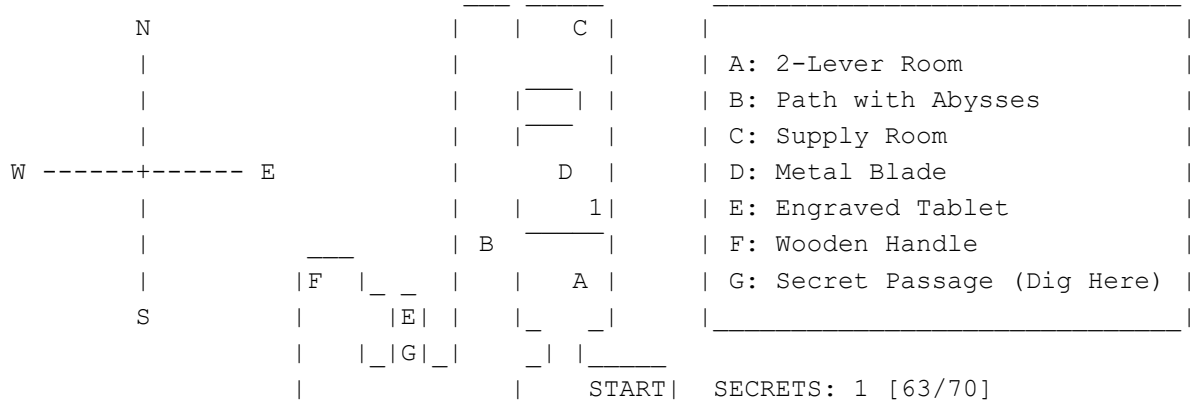 N C
A: 2-Lever Room
B: Path with Abysses
C: Supply Room
W E D D: Metal Blade
1 E: Engraved Tablet
B F: Wooden Handle
F A G: Secret Passage (Dig Here)
S E
G
START SECRETS: 1 [63/70]